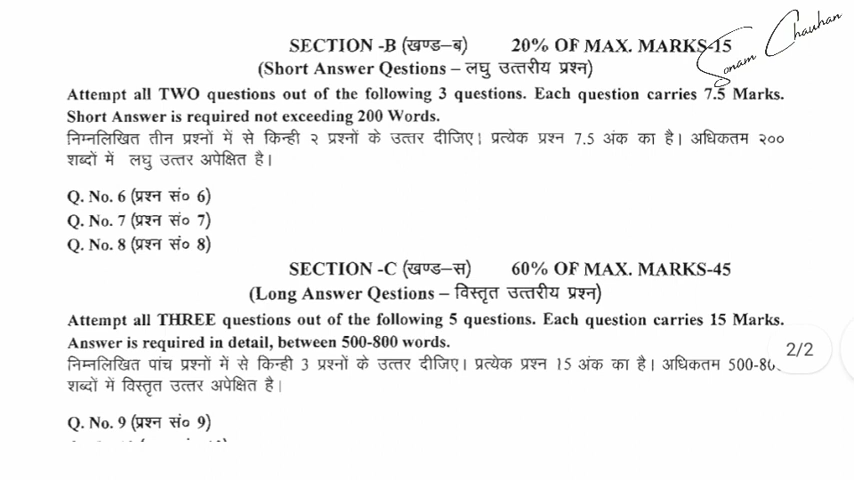 Sonam Chauhan
SECTION -B (खण्ड–ब) 20% OF MAX. MARKS-15
(Short Answer Qestions – लघु उत्तरीय प्रश्न)
Attempt all TWO questions out of the following 3 questions. Each question carries 7.5 Marks.
Short Answer is required not exceeding 200 Words.
निम्नलिखित तीन प्रश्नों में से किन्ही २ प्रश्नों के उत्तर दीजिए। प्रत्येक प्रश्न 7.5 अंक का है। अधिकतम २००
शब्दों में लघु उत्तर अपेक्षित है।
Q. No. 6 (प्रश्न सं० 6)
Q. No. 7 (प्रश्न सं० 7)
Q. No. 8 (प्रश्न सं० 8)
SECTION -C (खण्ड–स) 60% OF MAX. MARKS-45
(Long Answer Qestions – विस्तृत उत्तरीय प्रश्न)
Attempt all THREE questions out of the following 5 questions. Each question carries 15 Marks.
Answer is required in detail, between 500-800 words.
निम्नलिखित पांच प्रश्नों में से किन्ही 3 प्रश्नों के उत्तर दीजिए। प्रत्येक प्रश्न 15 अंक का है। अधिकतम
2/2
शब्दों में विस्तृत उत्तर अपेक्षित है।
Q. No. 9 (प्रश्न सं० 9)